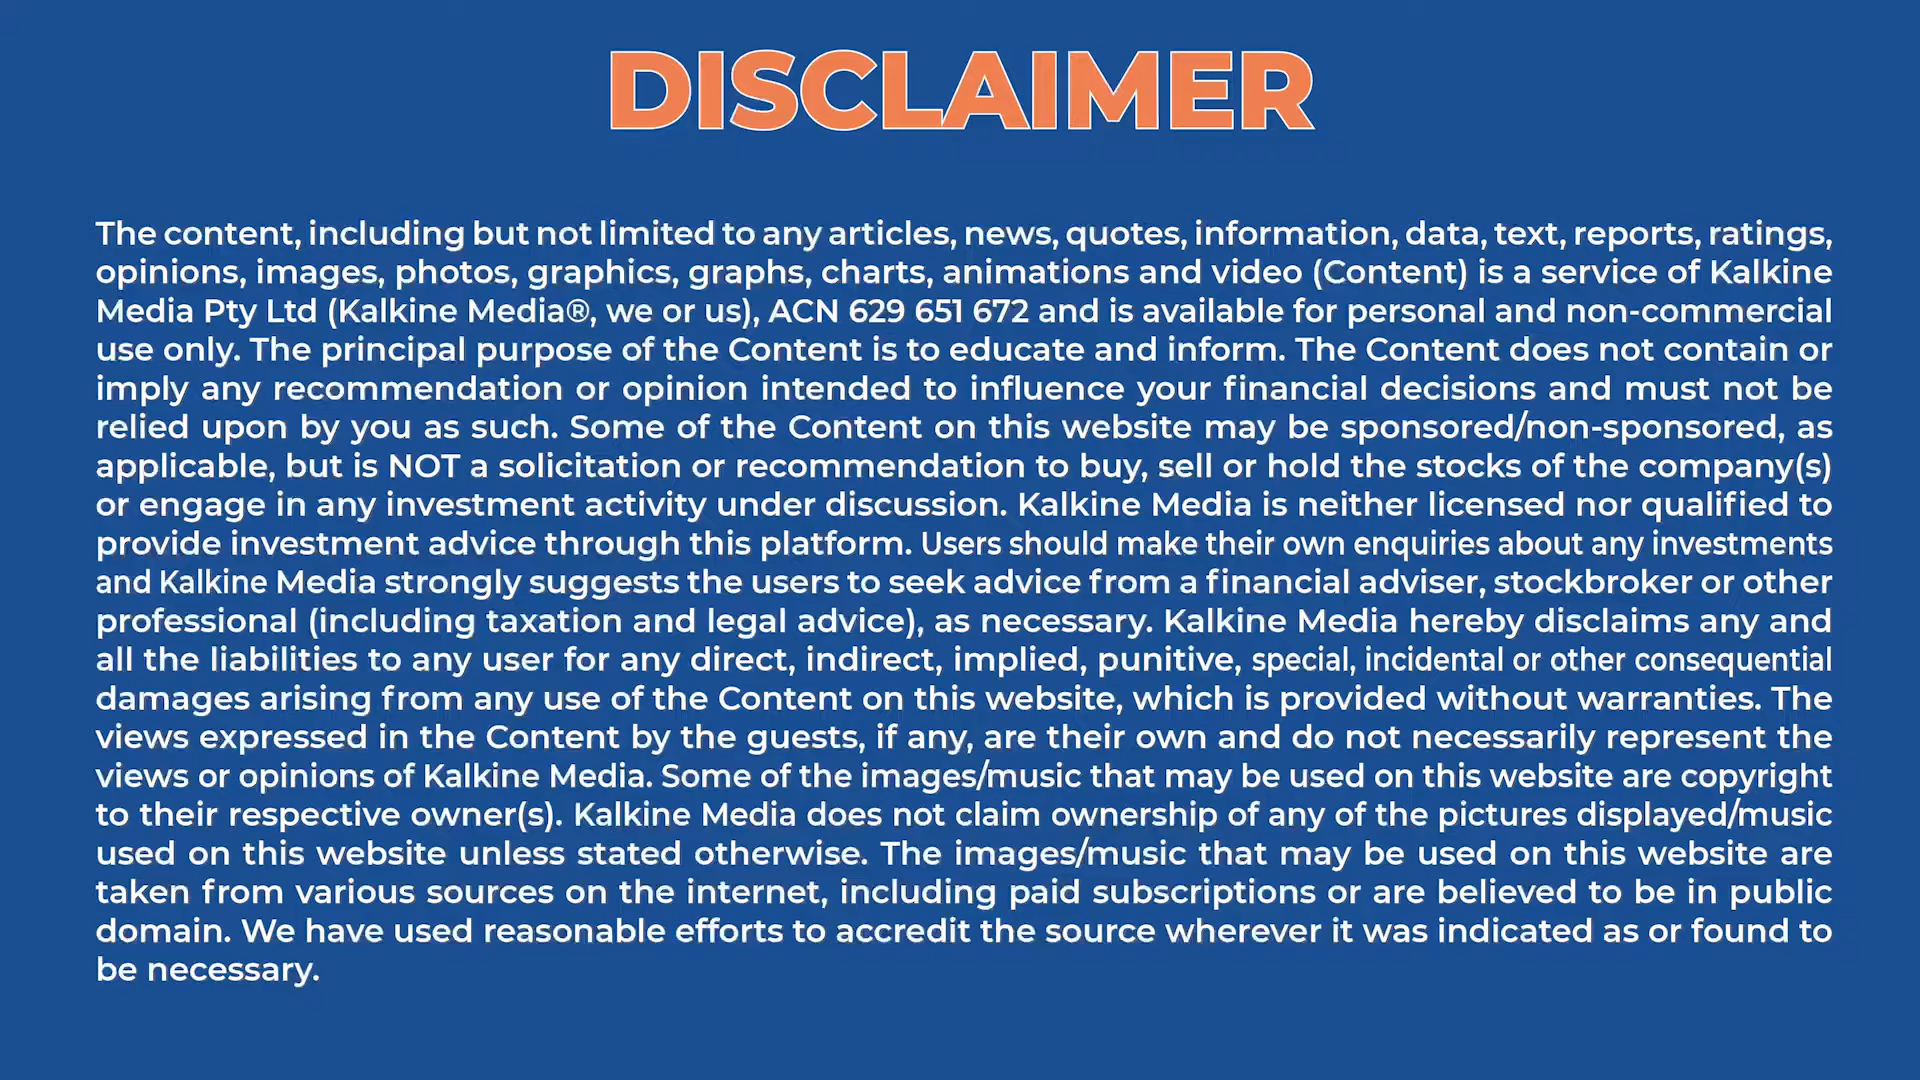 DISCLAIMER
The content, including but not limited to any articles, news, quotes, information, data, text, reports, ratings,
opinions, images, photos, graphics, graphs, charts, animations and video (Content) is a service of Kalkine
Media Pty Ltd (Kalkine Media®, we or us), ACN 629 651 672 and is available for personal and non-commercial
use only. The principal purpose of the Content is to educate and inform. The Content does not contain or
imply any recommendation or opinion intended to influence your financial decisions and must not be
relied upon by you as such. Some of the Content on this website may be sponsored/non-sponsored, as
applicable, but is NOT a solicitation or recommendation to buy, sell or hold the stocks of the company(s)
or engage in any investment activity under discussion. Kalkine Media is neither licensed nor qualified to
provide investment advice through this platform. Users should make their own enquiries about any investments
and Kalkine Media strongly suggests the users to seek advice from a financial adviser, stockbroker or other
professional (including taxation and legal advice), as necessary. Kalkine Media hereby disclaims any and
all the liabilities to any user for any direct, indirect, implied, punitive, special, incidental or other consequential
damages arising from any use of the Content on this website, which is provided without warranties. The
views expressed in the Content by the guests, if any, are their own and do not necessarily represent the
views or opinions of Kalkine Media. Some of the images/music that may be used on this website are copyright
to their respective owner(s). Kalkine Media does not claim ownership of any of the pictures displayed/music
used on this website unless stated otherwise. The images/music that may be used on this website are
taken from various sources on the internet, including paid subscriptions or are believed to be in public
domain. We have used reasonable efforts to accredit the source wherever it was indicated as or found to
be necessary.